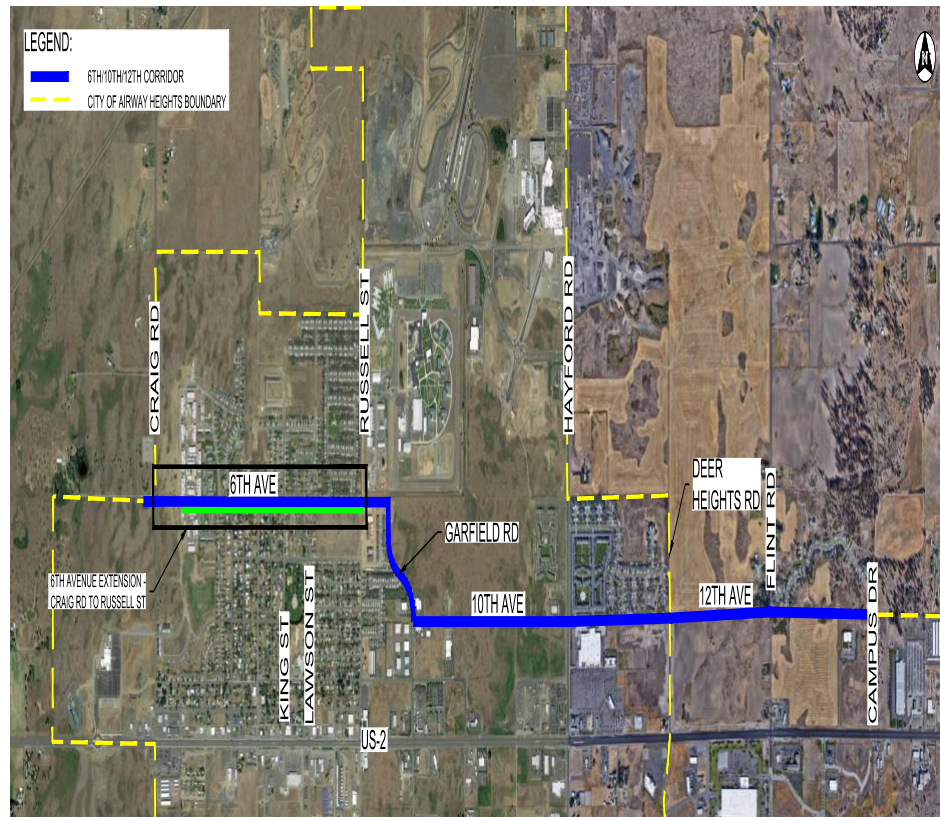 LEGEND:
6TH/10TH/12TH CORRIDOR
CITY OF AIRWAY HEIGHTS BOUNDARY
N
CRAIG RD
RUSSELL ST
HAYFORD RD
6TH AVE
DEER
HEIGHTS RD
FLINT RD
GARFIELD RD
6TH AVENUE EXTENSION -
CRAIG RD TO RUSSELL ST
KING ST
LAWSON ST
10TH AVE
12TH AVE
CAMPUS DR
US-2